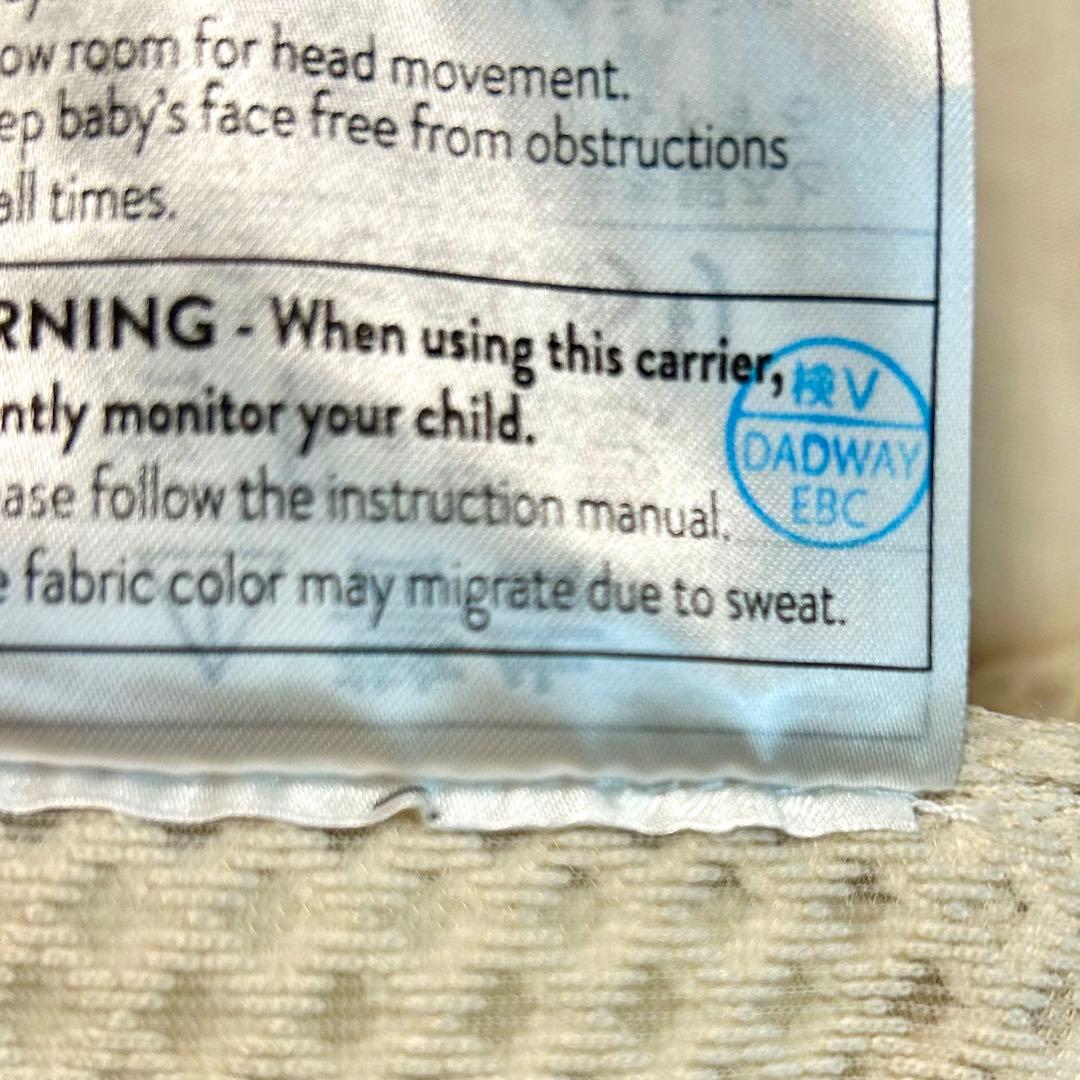 ow room for head movement.
ep baby's face free from obstructions
all times.
RNING - When using this carrier,
ntly monitor your child.
ase follow the instruction manual.
e fabric color may migrate due to sweat.
検V
DADWAY
EBC